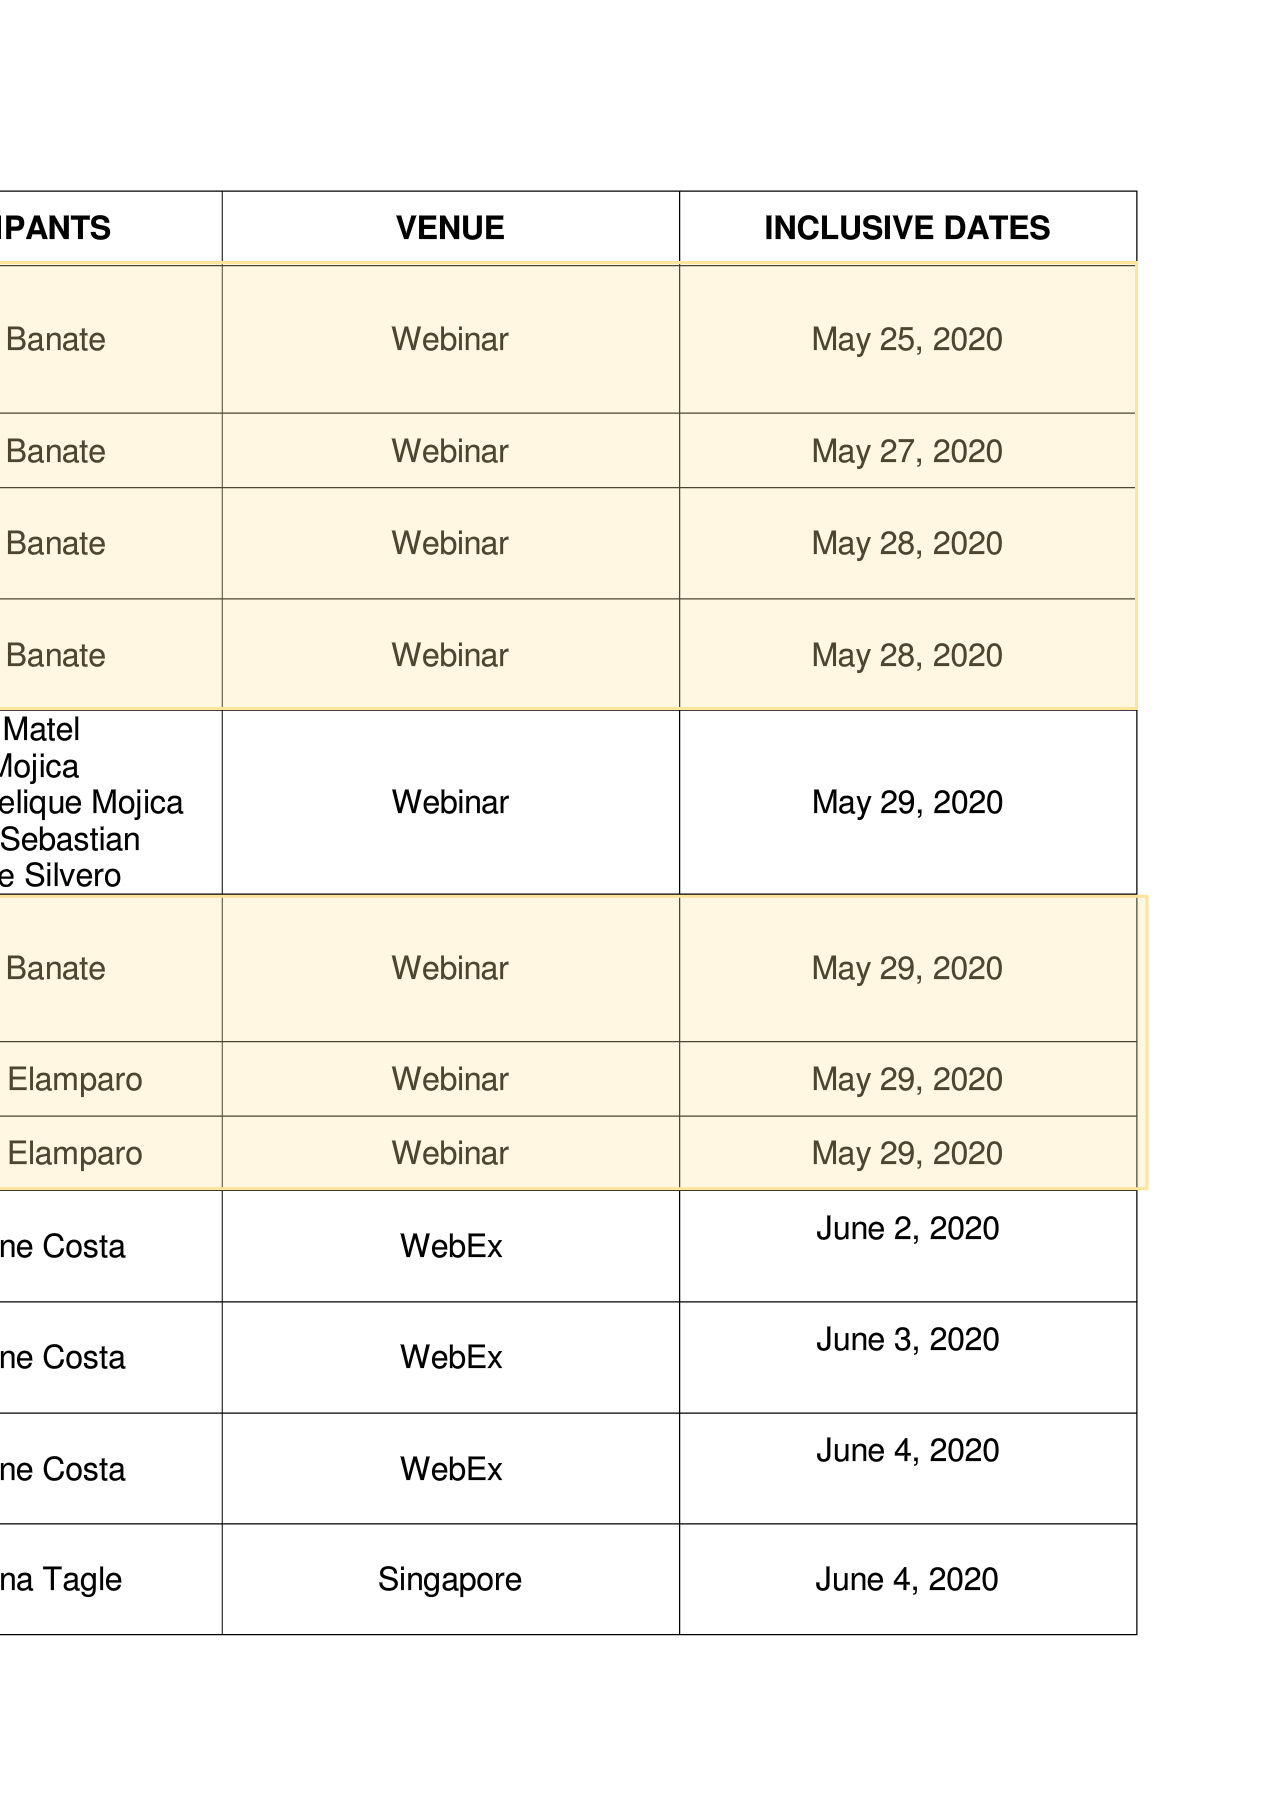 IPANTS VENUE INCLUSIVE DATES
Banate Webinar May 25, 2020
Banate Webinar May 27, 2020
Banate Webinar May 28, 2020
Banate Webinar May 28, 2020
Matel
Mojica
elique Mojica Webinar May 29, 2020
Sebastian
e Silvero
Banate Webinar May 29, 2020
Elamparo Webinar May 29, 2020
Elamparo Webinar May 29, 2020
ne Costa WebEx June 2, 2020
ne Costa WebEx June 3, 2020
ne Costa WebEx June 4, 2020
na Tagle Singapore June 4, 2020